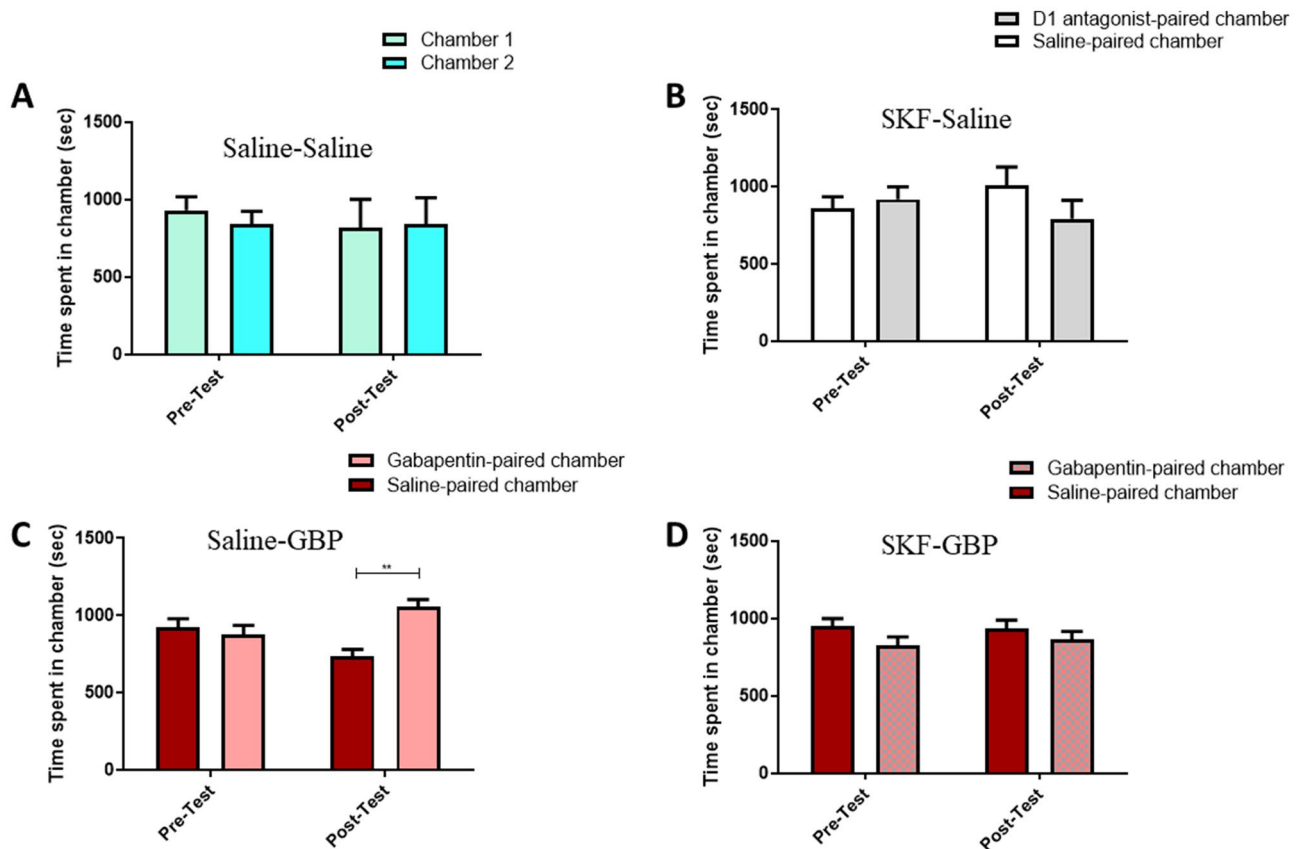 Chamber 1
Chamber 2
A
Saline-Saline
Time spent in chamber (sec)
1500
1000
500
0
Pre-Test
Post-Test
D1 antagonist-paired chamber
Saline-paired chamber
B
SKF-Saline
Time spent in chamber (sec)
1500
1000
500
0
Pre-Test
Post-Test
Gabapentin-paired chamber
Saline-paired chamber
C
Saline-GBP
**
Time spent in chamber (sec)
1500
1000
500
0
Pre-Test
Post-Test
Gabapentin-paired chamber
Saline-paired chamber
D
SKF-GBP
Time spent in chamber (sec)
1500
1000
500
0
Pre-Test
Post-Test